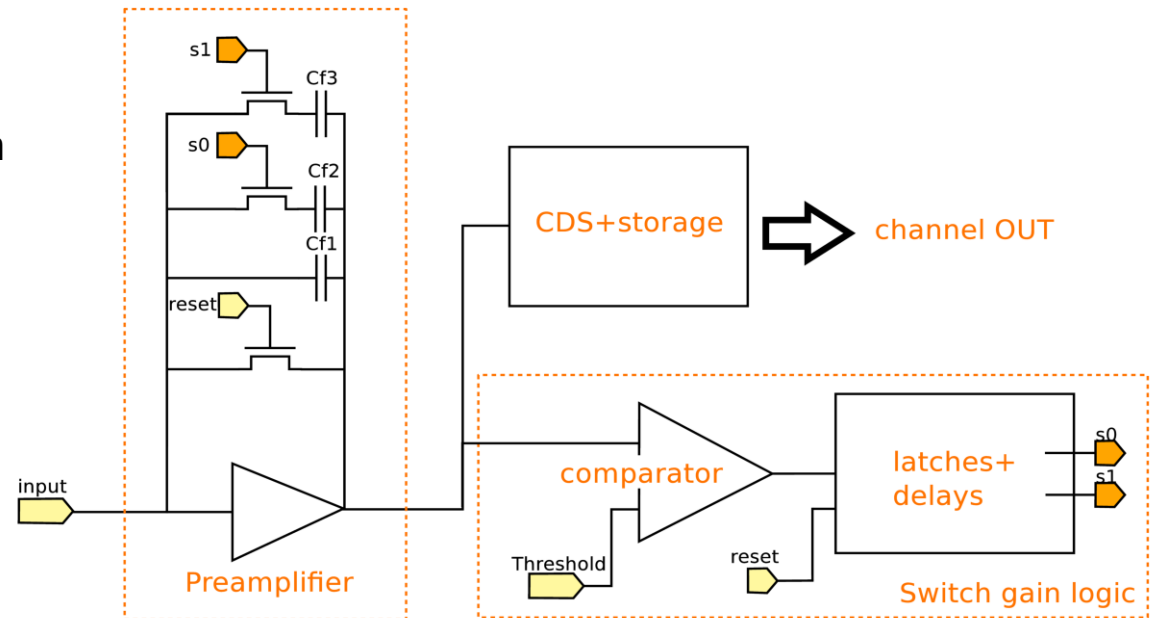 s1
Cf3
s0
Cf2
Cf1
reset
input
Preamplifier
CDS+storage
channel OUT
comparator
Threshold
reset
latches+
delays
s0
s1
Switch gain logic